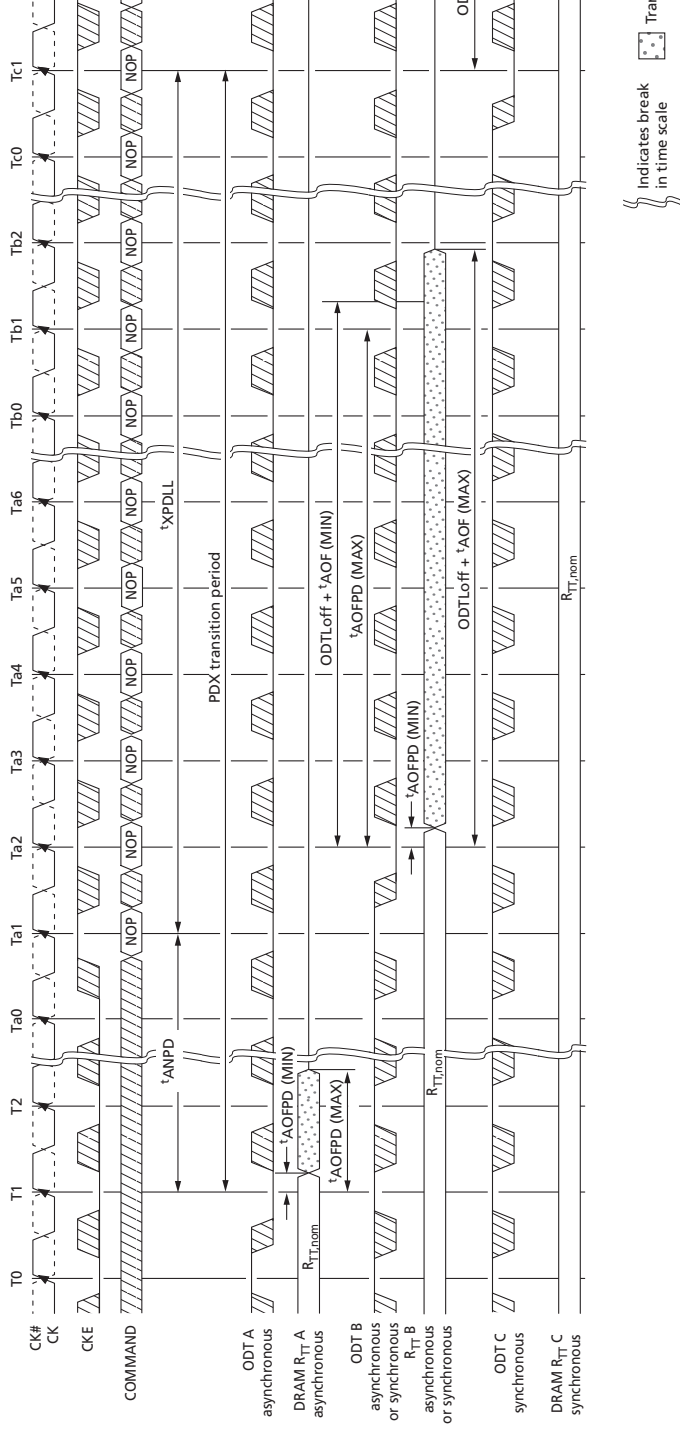 T0 T1 T2 Ta0 Ta1 Ta2 Ta3 Ta4 Ta5 Ta6 Tb0 Tb1 Tb2 Tc0 Tc1
CK#
CK
CKE
COMMAND
NOP NOP NOP NOP NOP NOP NOP NOP NOP NOP NOP
tANPD
tXPDLL
PDX transition period
ODT A
asynchronous
tAOFPD (MIN)
DRAM RTT A
asynchronous
RTT,nom
tAOFPD (MAX)
ODTLoff + tAOF (MIN)
tAOFPD (MAX)
ODT B
asynchronous
or synchronous
tAOFPD (MIN)
RTT B
asynchronous
or synchronous
RTT,nom
ODTLoff + tAOF (MAX)
ODT C
synchronous
DRAM RTT C
synchronous
RTT,nom
Indicates break
in time scale